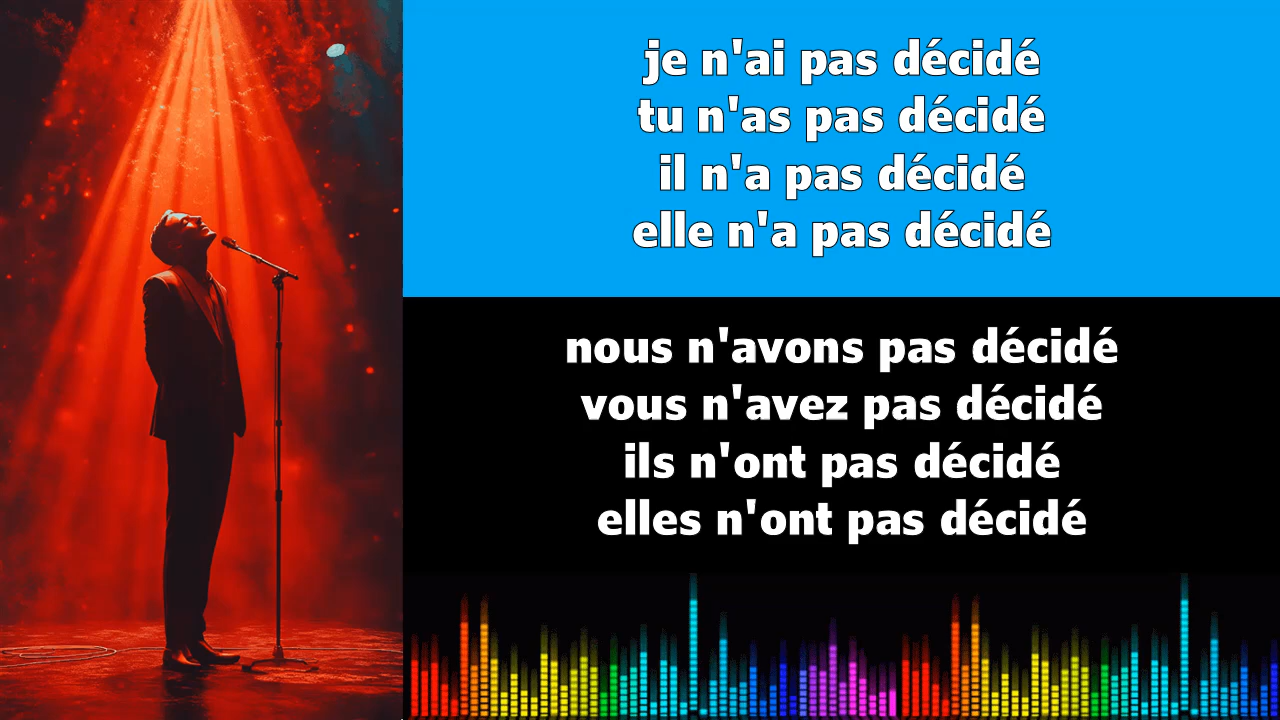 je n'ai pas décidé
tu n'as pas décidé
il n'a pas décidé
elle n'a pas décidé
nous n'avons pas décidé
vous n'avez pas décidé
ils n'ont pas décidé
elles n'ont pas décidé